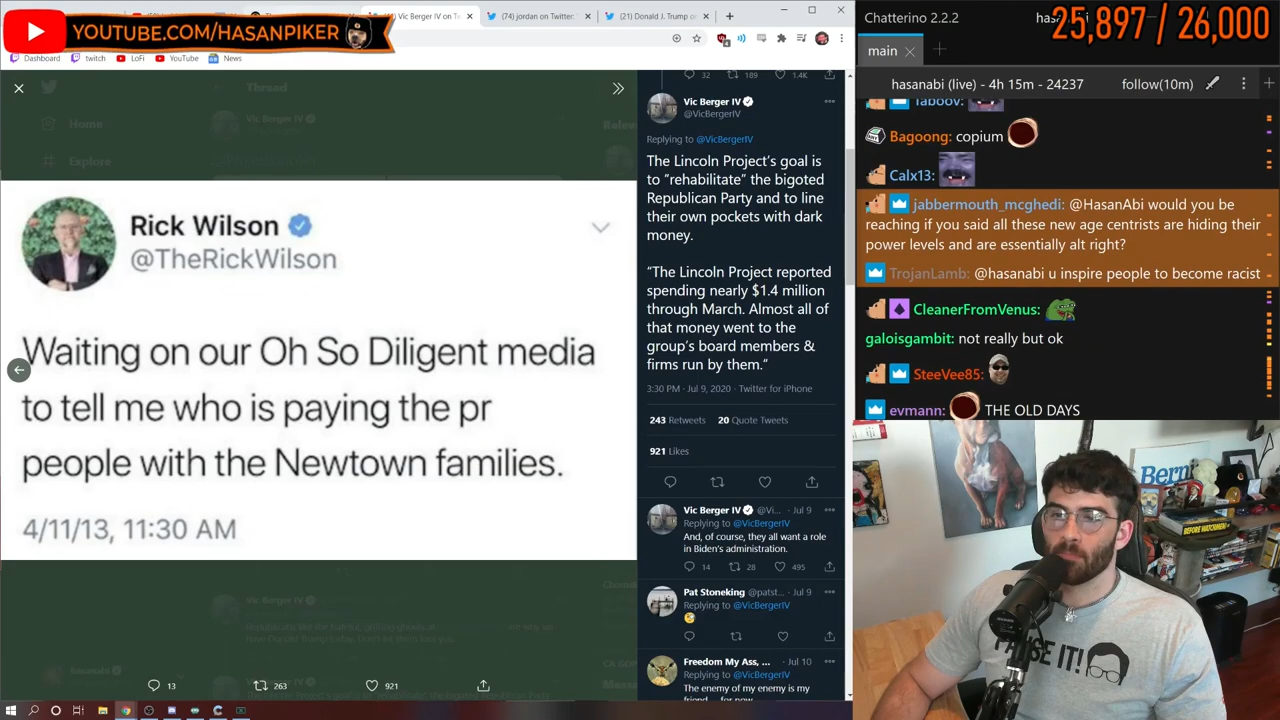 YOUTUBE.COM/HASANPIKER
Vic Berger IV on T
(74) jordan on Twitter:
(21) Donald J. Trump o
Dashboard
twitch
LoFi
YouTube
News
Thread
Home
Explore
Vic Berger IV
Rick Wilson
@TheRickWilson
Waiting on our Oh So Diligent media
to tell me who is paying the pr
people with the Newtown families.
4/11/13, 11:30 AM
13
263
921
32 189 1.4K
Vic Berger IV
@VicBergerIV
Replying to @VicBergerIV
The Lincoln Project's goal is
to "rehabilitate" the bigoted
Republican Party and to line
their own pockets with dark
money.
"The Lincoln Project reported
spending nearly $1.4 million
through March. Almost all of
that money went to the
group's board members &
firms run by them."
3:30 PM · Jul 9, 2020 · Twitter for iPhone
243 Retweets 20 Quote Tweets
921 Likes
Vic Berger IV @Vi... · Jul 9
Replying to @VicBergerIV
And, of course, they all want a role
in Biden's administration.
14 28 495
Pat Stoneking @patst... · Jul 9
Replying to @VicBergerIV
Freedom My Ass, ... · Jul 10
Replying to @VicBergerIV
The enemy of my enemy is my
friend
Chatterino 2.2.2
has
25,897 / 26,000
main
hasanabi (live) - 4h 15m - 24237
follow(10m)
Taboov:
Bagoong: copium
Calx13:
jabbermouth_mcghedi: @HasanAbi would you be
reaching if you said all these new age centrists are hiding their
power levels and are essentially alt right?
TrojanLamb: @hasanabi u inspire people to become racist
CleanerFromVenus:
galoisgambit: not really but ok
SteeVee85:
evmann: THE OLD DAYS
Bern